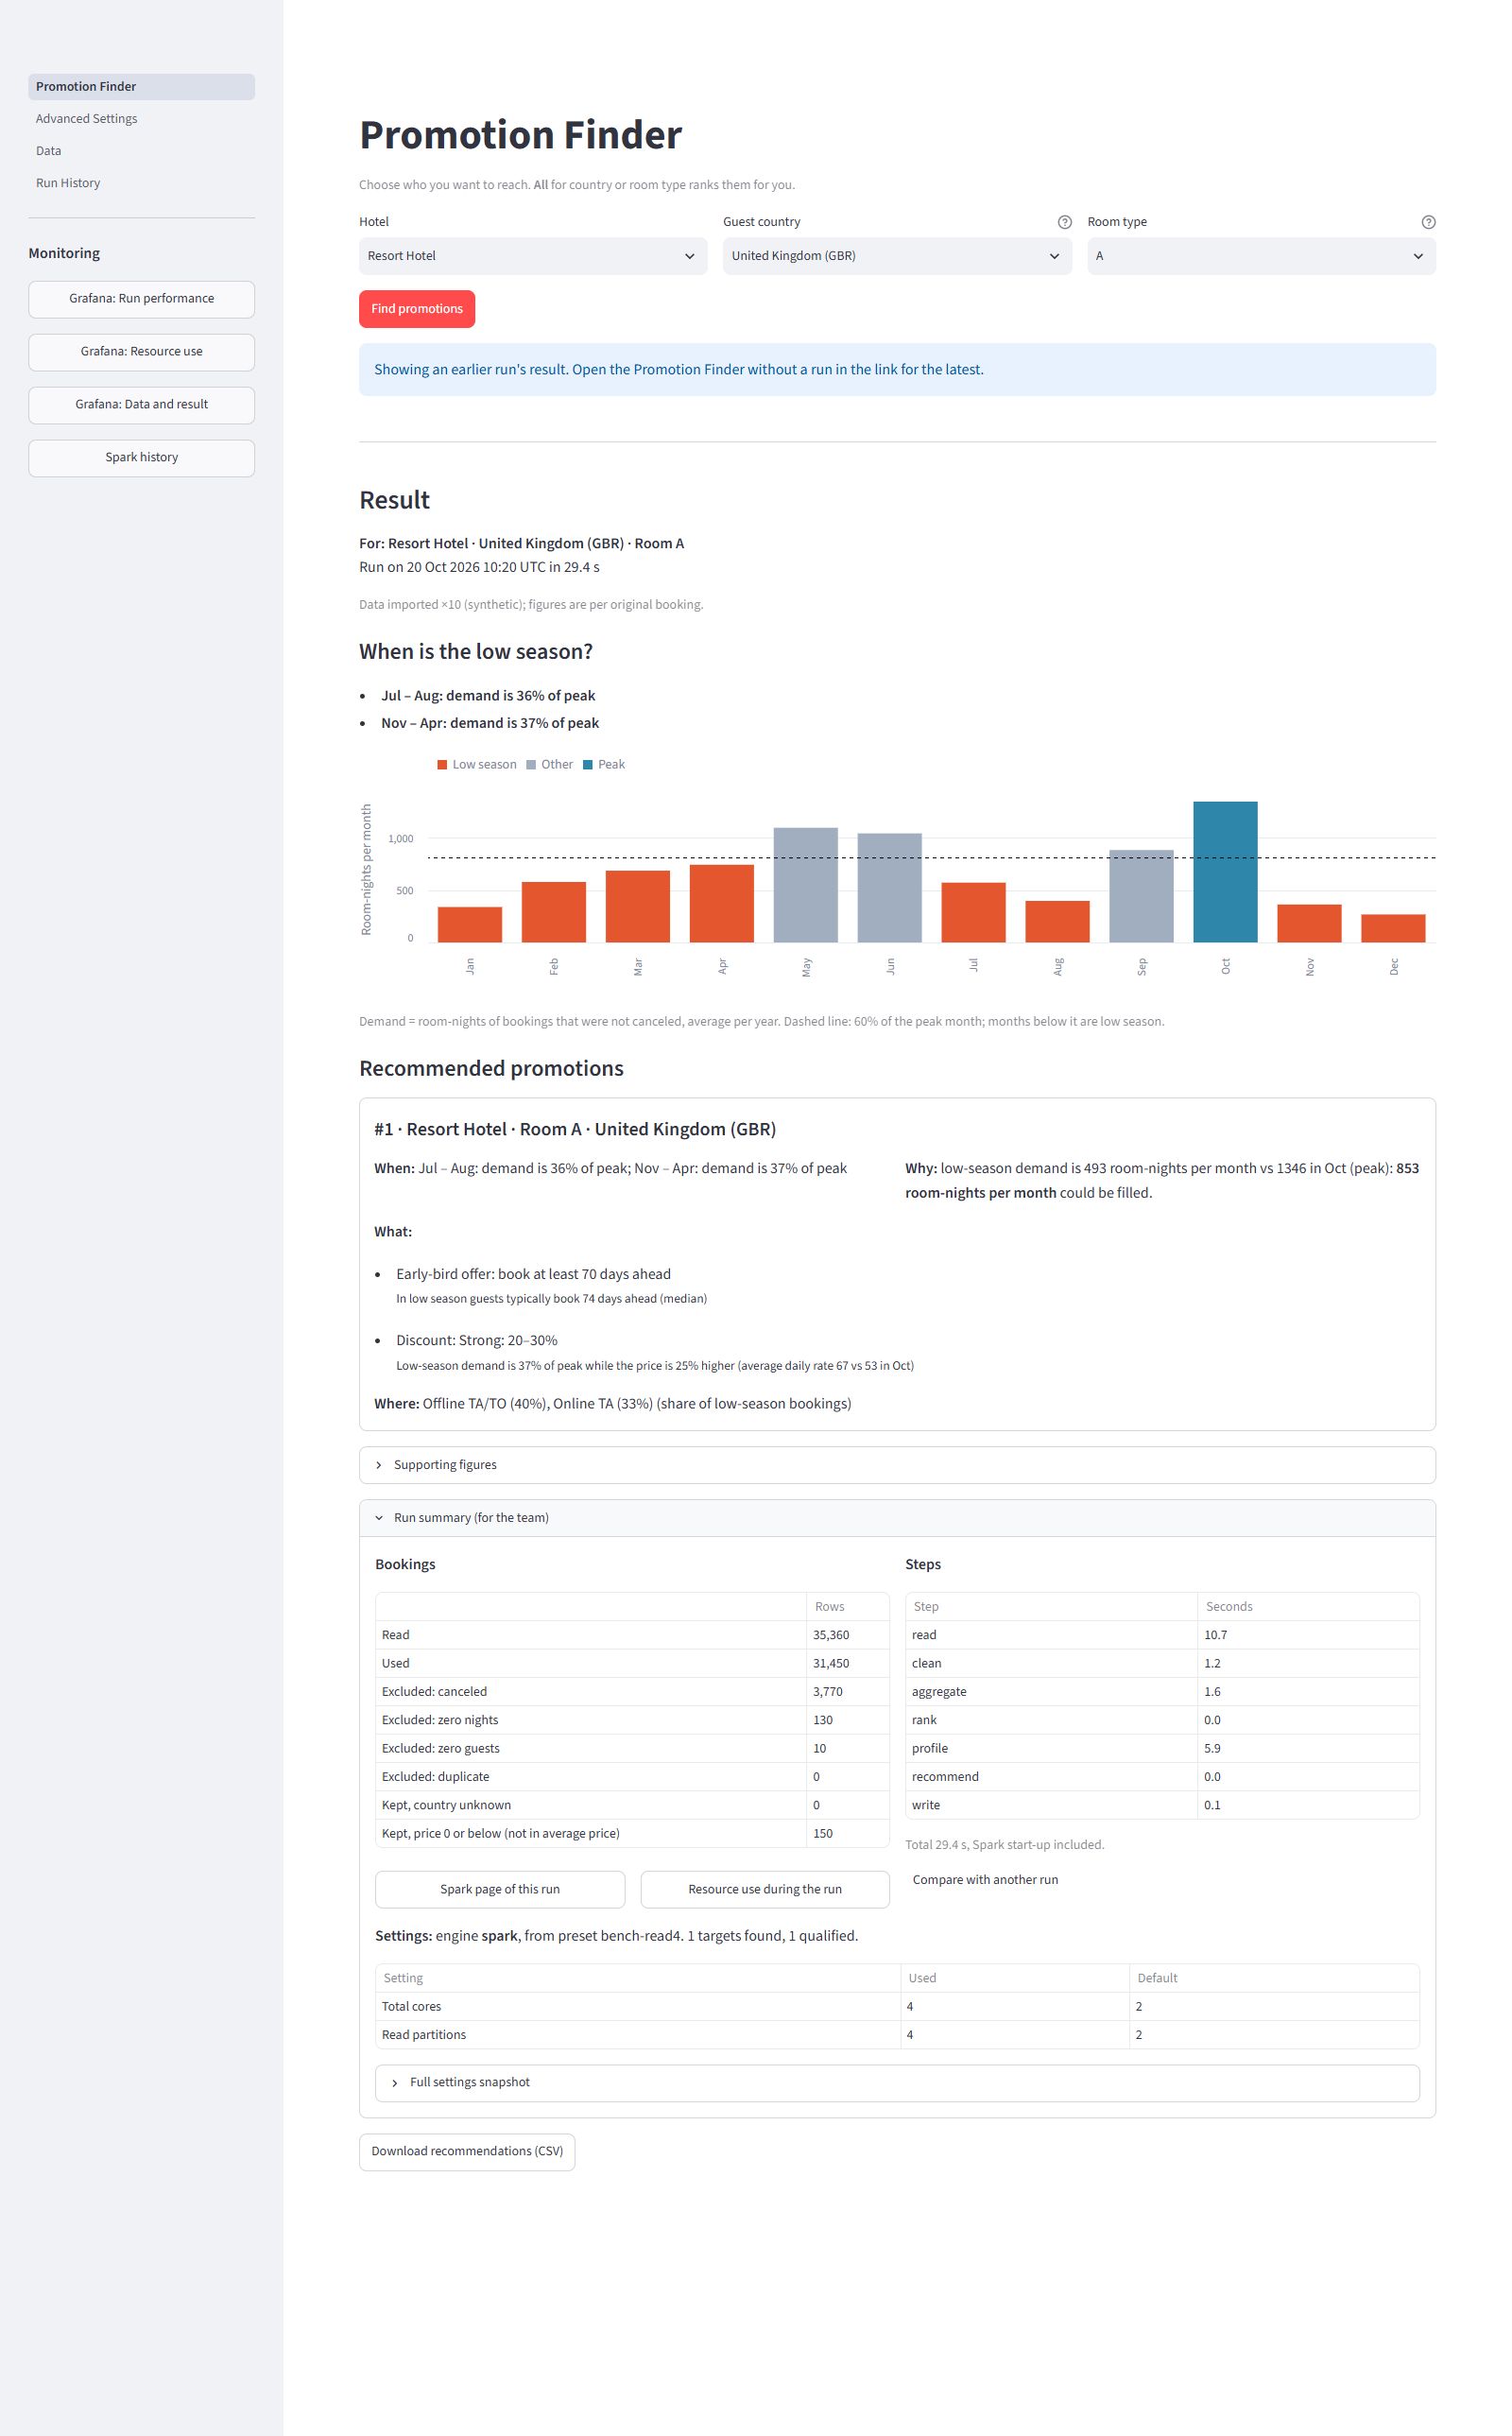 Promotion Finder
Advanced Settings
Data
Run History
Monitoring
Grafana: Run performance
Grafana: Resource use
Grafana: Data and result
Spark history
Promotion Finder
Choose who you want to reach. All for country or room type ranks them for you.
Hotel
Guest country
Room type
Resort Hotel
United Kingdom (GBR)
A
Find promotions
Showing an earlier run's result. Open the Promotion Finder without a run in the link for the latest.
Result
For: Resort Hotel · United Kingdom (GBR) · Room A
Run on 20 Oct 2026 10:20 UTC in 29.4 s
Data imported ×10 (synthetic); figures are per original booking.
When is the low season?
• Jul – Aug: demand is 36% of peak
• Nov – Apr: demand is 37% of peak
Low season Other Peak
Room-nights per month
1,000
500
0
Jan Feb Mar Apr May Jun Jul Aug Sep Oct Nov Dec
Demand = room-nights of bookings that were not canceled, average per year. Dashed line: 60% of the peak month; months below it are low season.
Recommended promotions
#1 · Resort Hotel · Room A · United Kingdom (GBR)
When: Jul – Aug: demand is 36% of peak; Nov – Apr: demand is 37% of peak
Why: low-season demand is 493 room-nights per month vs 1346 in Oct (peak): 853
room-nights per month could be filled.
What:
• Early-bird offer: book at least 70 days ahead
In low season guests typically book 74 days ahead (median)
• Discount: Strong: 20–30%
Low-season demand is 37% of peak while the price is 25% higher (average daily rate 67 vs 53 in Oct)
Where: Offline TA/TO (40%), Online TA (33%) (share of low-season bookings)
Supporting figures
Run summary (for the team)
Bookings
Rows
Read 35,360
Used 31,450
Excluded: canceled 3,770
Excluded: zero nights 130
Excluded: zero guests 10
Excluded: duplicate 0
Kept, country unknown 0
Kept, price 0 or below (not in average price) 150
Spark page of this run
Resource use during the run
Steps
Step Seconds
read 10.7
clean 1.2
aggregate 1.6
rank 0.0
profile 5.9
recommend 0.0
write 0.1
Total 29.4 s, Spark start-up included.
Compare with another run
Settings: engine spark, from preset bench-read4. 1 targets found, 1 qualified.
Setting Used Default
Total cores 4 2
Read partitions 4 2
Full settings snapshot
Download recommendations (CSV)